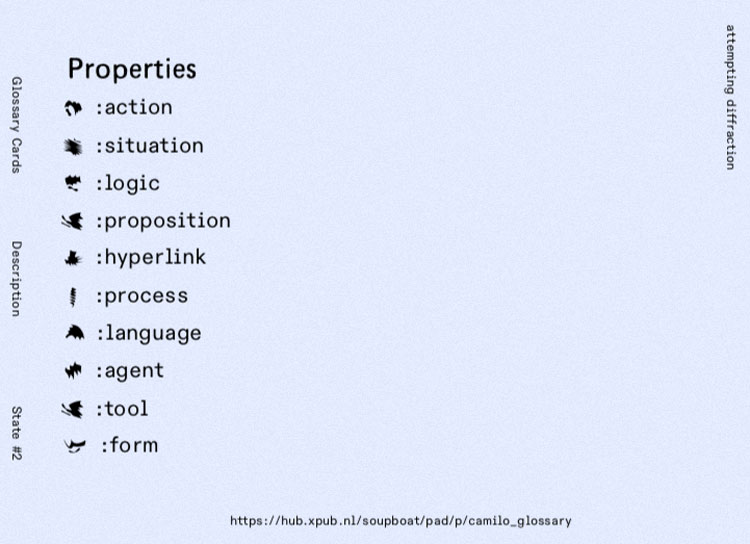 attempting diffraction
Glossary Cards
Description
State #2
Properties
:action
:situation
:logic
:proposition
:hyperlink
:process
:language
:agent
:tool
:form
https://hub.xpub.nl/soupboat/pad/p/camilo_glossary